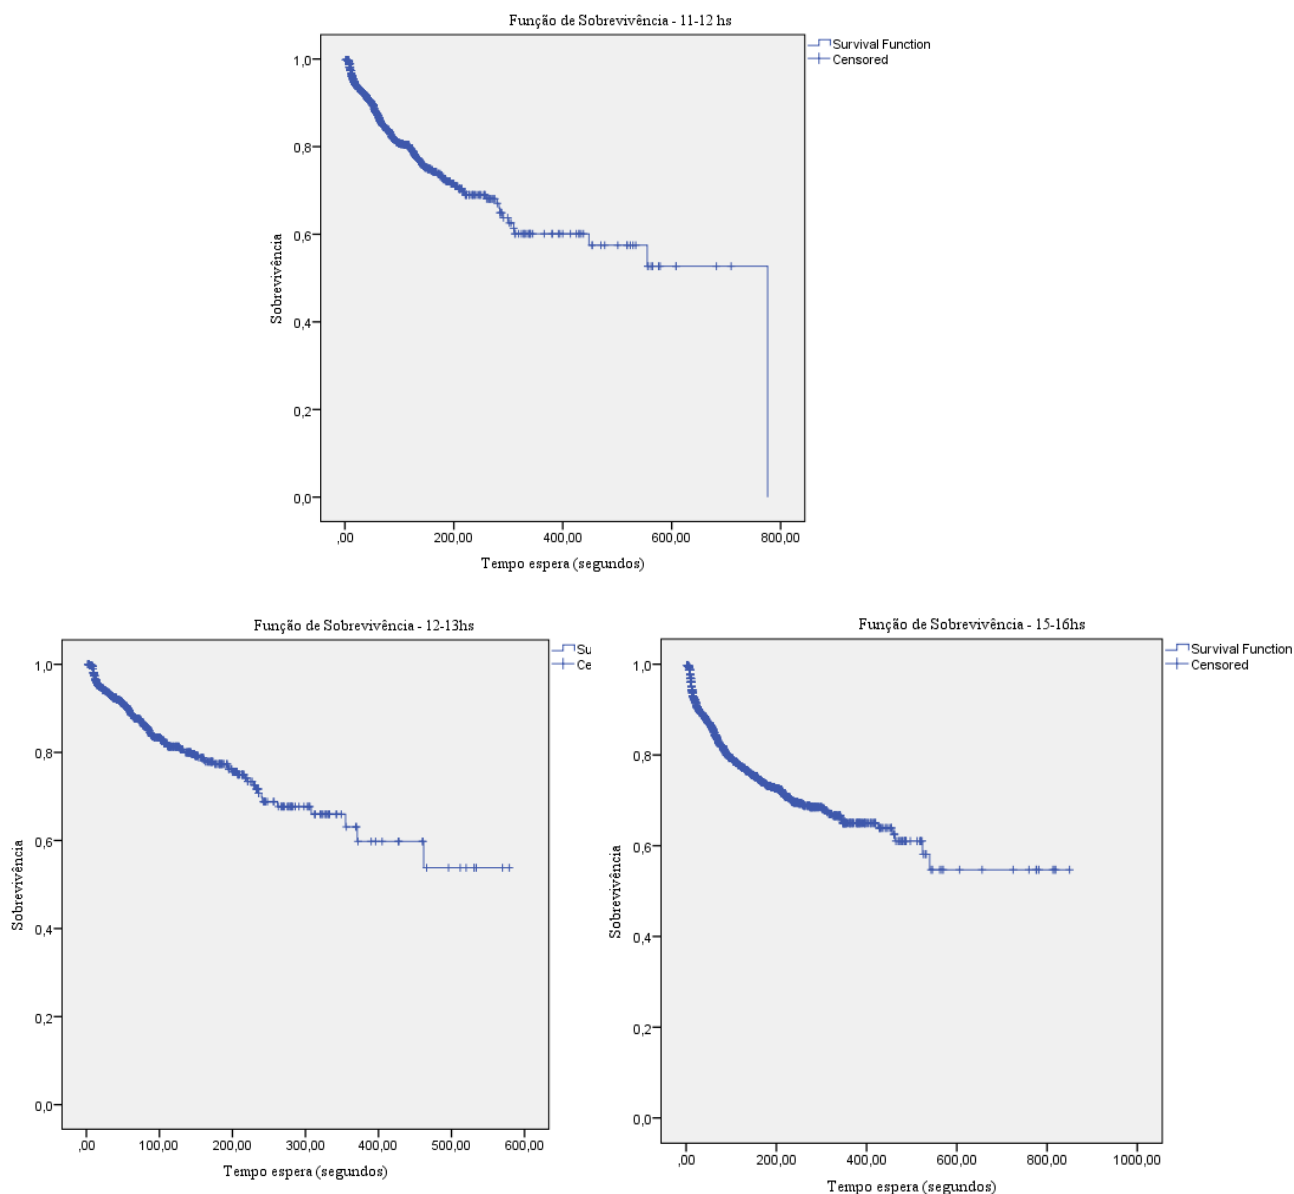 Função de Sobrevivência - 11-12 hs
Survival Function
Censored
1,0
0,8
0,6
0,4
0,2
0,0
Sobrevivência
,00 200,00 400,00 600,00 800,00
Tempo espera (segundos)
Função de Sobrevivência - 12-13hs
Su
Ce
1,0
0,8
0,6
0,4
0,2
0,0
Sobrevivência
,00 100,00 200,00 300,00 400,00 500,00 600,00
Tempo espera (segundos)
Função de Sobrevivência - 15-16hs
Survival Function
Censored
1,0
0,8
0,6
0,4
0,2
0,0
Sobrevivência
,00 200,00 400,00 600,00 800,00 1000,00
Tempo espera (segundos)